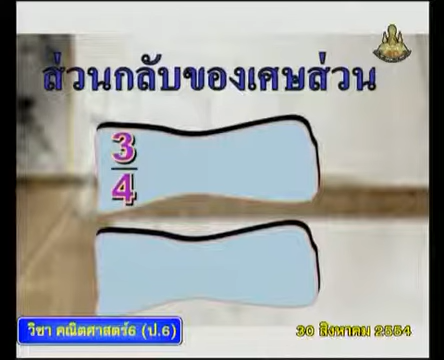 ส่วนกลับของเศษส่วน
3
4
วิชา คณิตศาสตร์6 (ป.6)
30 สิงหาคม 2554